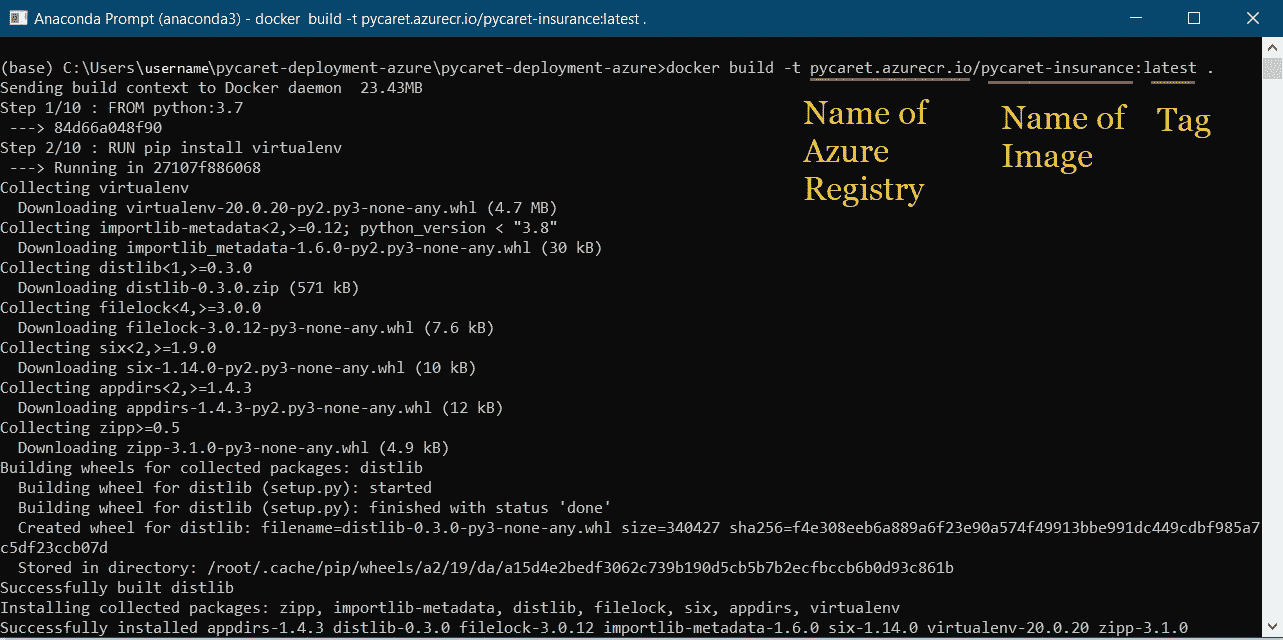 Anaconda Prompt (anaconda3) - docker  build -t pycaret.azurecr.io/pycaret-insurance:latest .
(base) C:\Users\username\pycaret-deployment-azure\pycaret-deployment-azure>docker build -t pycaret.azurecr.io/pycaret-insurance:latest .
Sending build context to Docker daemon  23.43MB
Step 1/10 : FROM python:3.7
 ---> 84d66a048f90
Step 2/10 : RUN pip install virtualenv
 ---> Running in 27107f886068
Collecting virtualenv
  Downloading virtualenv-20.0.20-py2.py3-none-any.whl (4.7 MB)
Collecting importlib-metadata<2,>=0.12; python_version < "3.8"
  Downloading importlib_metadata-1.6.0-py2.py3-none-any.whl (30 kB)
Collecting distlib<1,>=0.3.0
  Downloading distlib-0.3.0.zip (571 kB)
Collecting filelock<4,>=3.0.0
  Downloading filelock-3.0.12-py3-none-any.whl (7.6 kB)
Collecting six<2,>=1.9.0
  Downloading six-1.14.0-py2.py3-none-any.whl (10 kB)
Collecting appdirs<2,>=1.4.3
  Downloading appdirs-1.4.3-py2.py3-none-any.whl (12 kB)
Collecting zipp>=0.5
  Downloading zipp-3.1.0-py3-none-any.whl (4.9 kB)
Building wheels for collected packages: distlib
  Building wheel for distlib (setup.py): started
  Building wheel for distlib (setup.py): finished with status 'done'
  Created wheel for distlib: filename=distlib-0.3.0-py3-none-any.whl size=340427 sha256=f4e308eeb6a889a6f23e90a574f49913bbe991dc449cdbf985a7
c5df23ccb07d
  Stored in directory: /root/.cache/pip/wheels/a2/19/da/a15d4e2bedf3062c739b190d5cb5b7b2ecfbccb6b0d93c861b
Successfully built distlib
Installing collected packages: zipp, importlib-metadata, distlib, filelock, six, appdirs, virtualenv
Successfully installed appdirs-1.4.3 distlib-0.3.0 filelock-3.0.12 importlib-metadata-1.6.0 six-1.14.0 virtualenv-20.0.20 zipp-3.1.0
Name of
Azure
Registry
Name of
Image
Tag